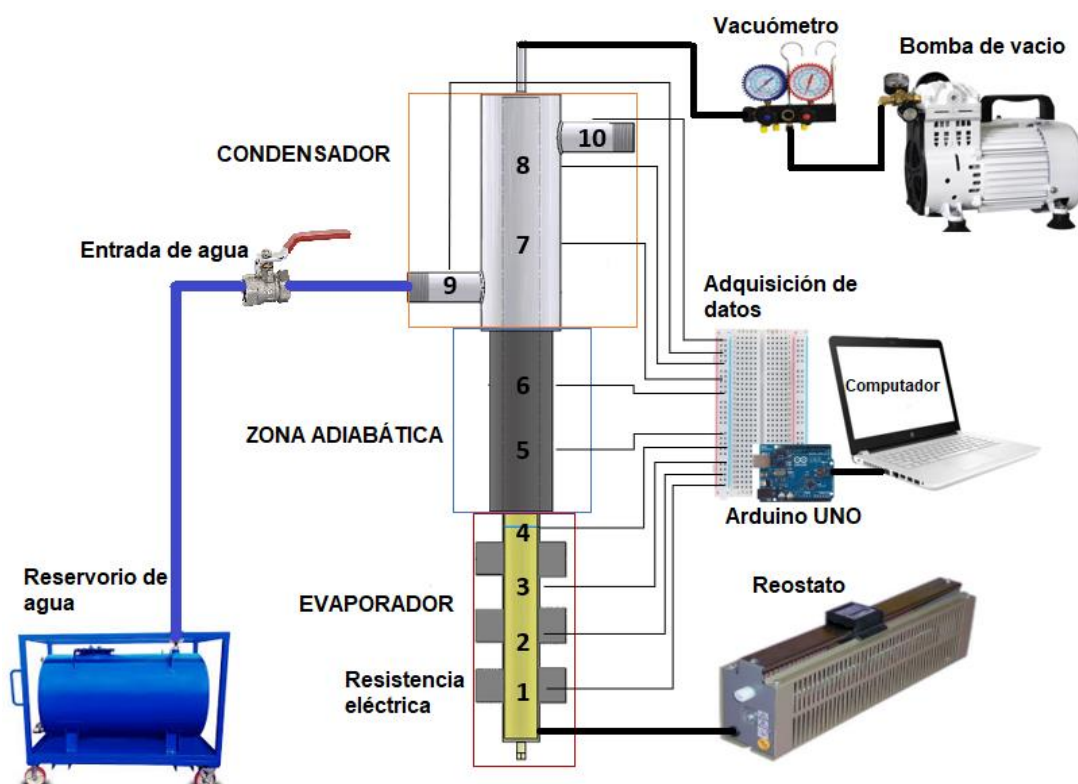 Vacuómetro
Bomba de vacio
CONDENSADOR
10
8
7
Entrada de agua
9
Adquisición de
datos
Computador
6
ZONA ADIABÁTICA
5
Arduino UNO
4
Reservorio de
agua
EVAPORADOR
3
Reostato
2
Resistencia
eléctrica
1